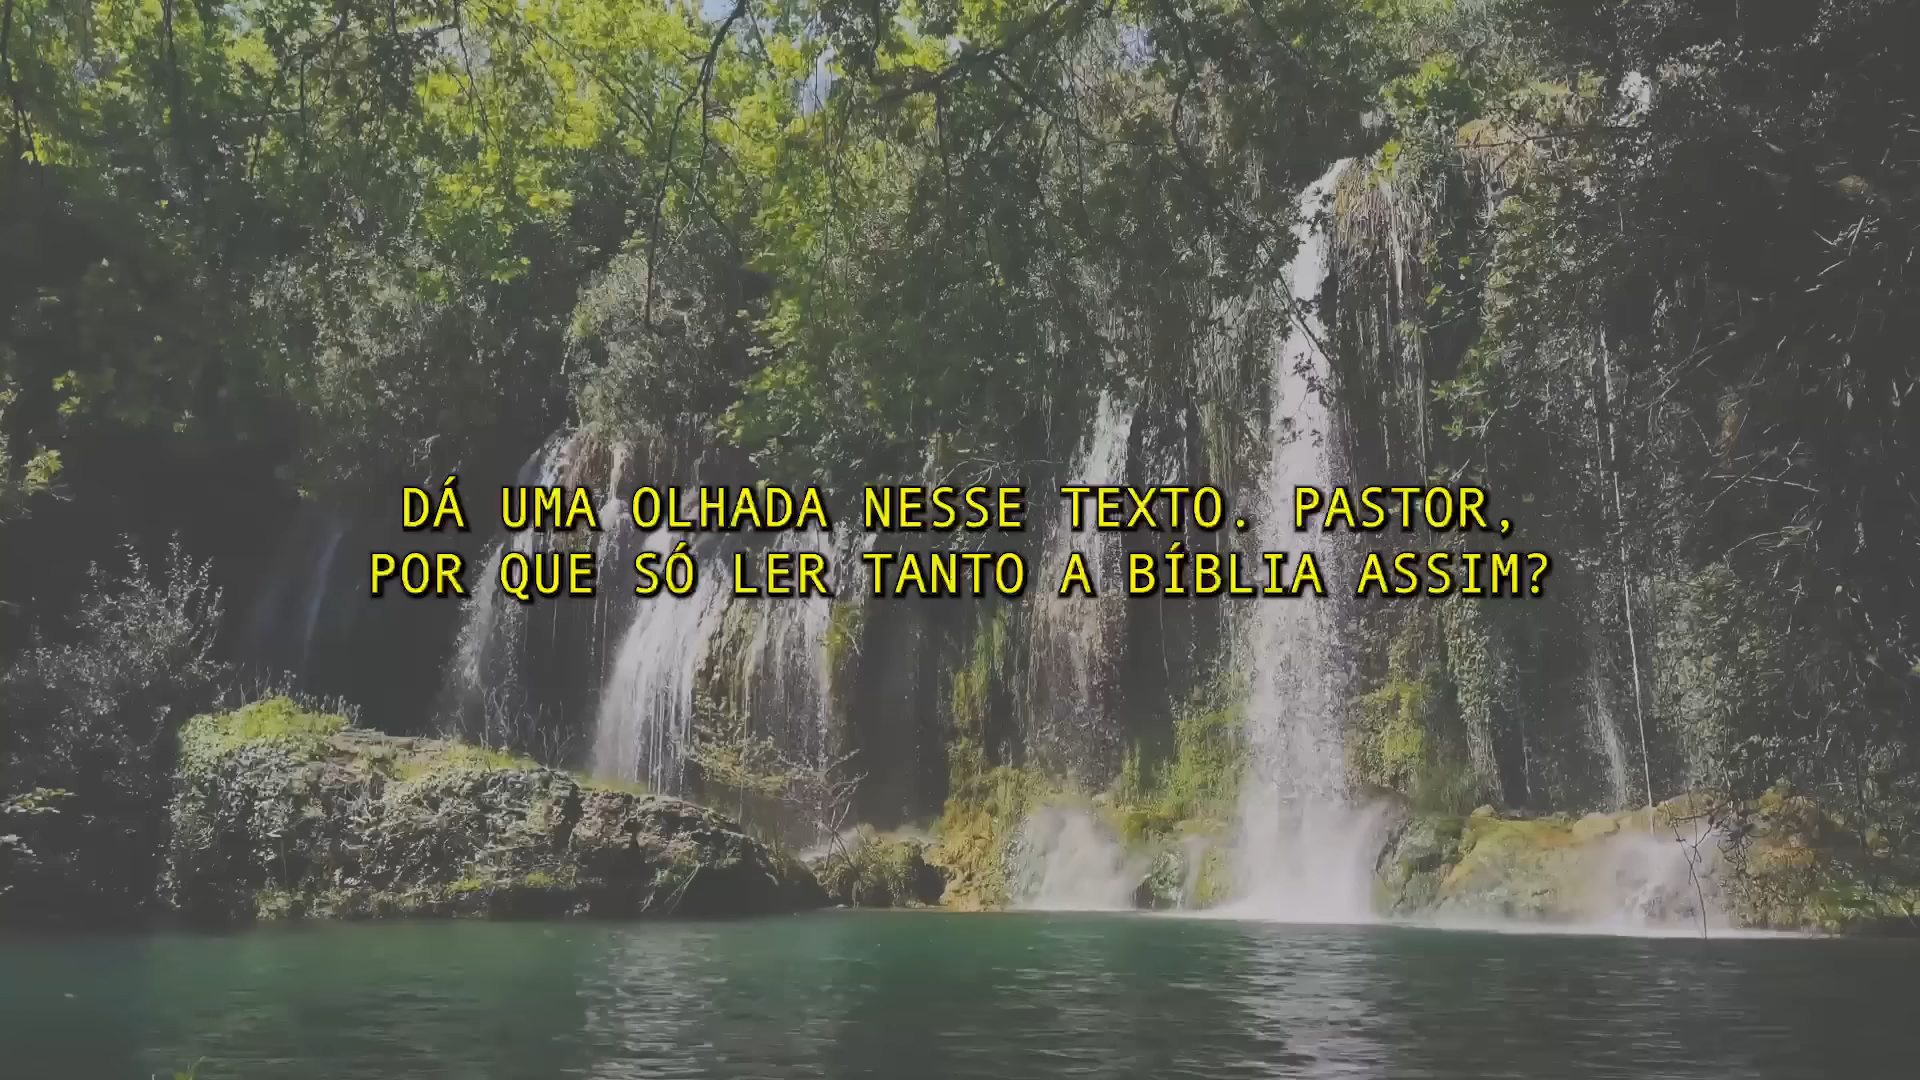 DÁ UMA OLHADA NESSE TEXTO. PASTOR,
POR QUE SÓ LER TANTO A BÍBLIA ASSIM?